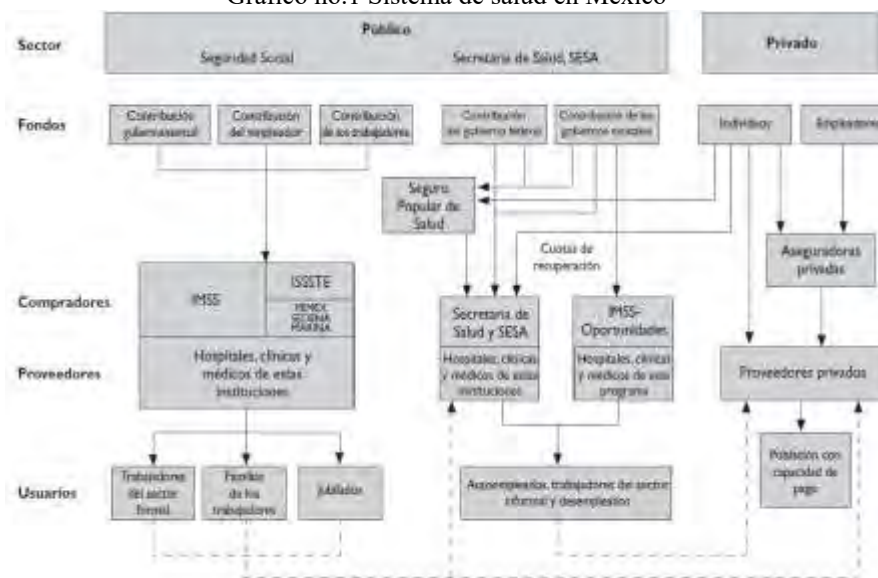 Gráfico no.1 Sistema de salud en México
Sector
Público
Seguridad Social
Secretaría de Salud, SESA
Privado
Fondos
Contribución
gubernamental
Contribución
del empleador
Contribución
de los trabajadores
Contribución
del gobierno federal
Contribución de los
gobiernos estatales
Individuos
Empleadores
Seguro
Popular de
Salud
Cuotas de
recuperación
Aseguradoras
privadas
Compradores
IMSS
ISSSTE
PEMEX
SEDENA
MARINA
Secretaría de
Salud y SESA
IMSS-
Oportunidades
Proveedores
Hospitales, clínicas y
médicos de estas
instituciones
Hospitales, clínicas
y médicos de estas
instituciones
Hospitales, clínicas
y médicos de este
programa
Proveedores privados
Usuarios
Trabajadores
del sector
formal
Familias
de los
trabajadores
Jubilados
Autoempleados, trabajadores del sector
informal y desempleados
Población con
capacidad de
pago